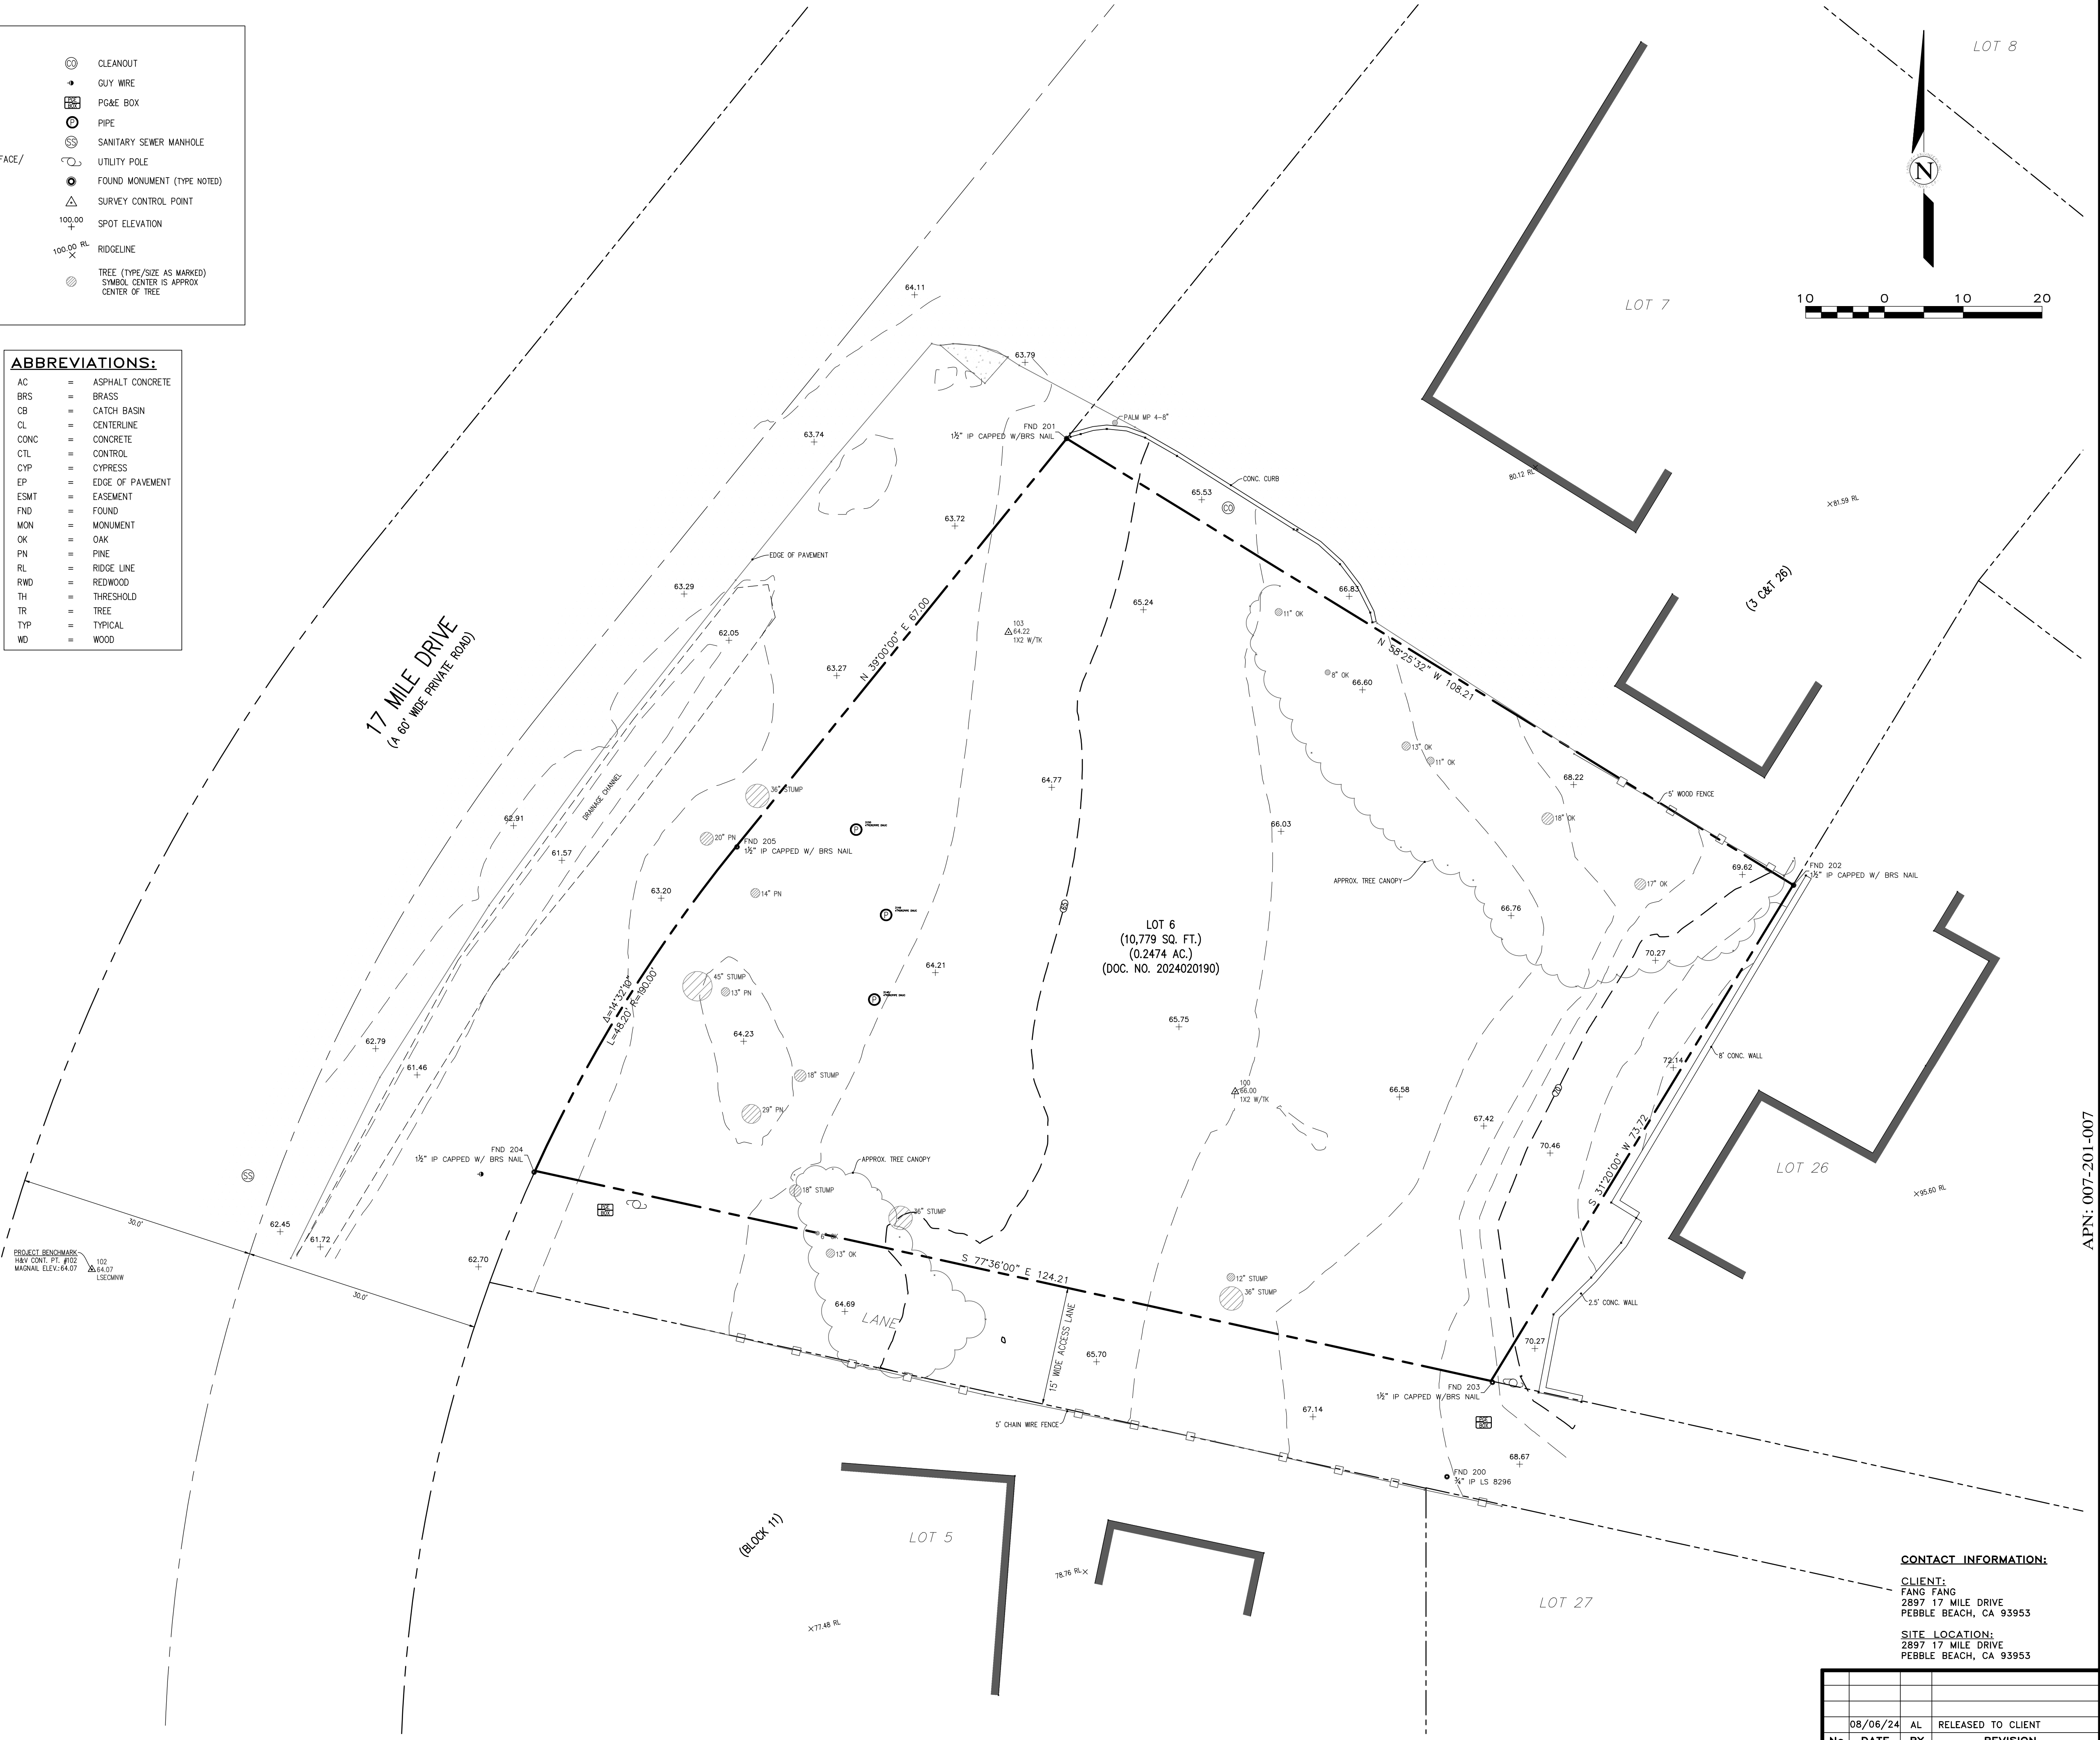 CLEANOUT
GUY WIRE
PG&E BOX
PIPE
SANITARY SEWER MANHOLE
FACE/
UTILITY POLE
FOUND MONUMENT (TYPE NOTED)
SURVEY CONTROL POINT
100.00
SPOT ELEVATION
100.00 RL
RIDGELINE
TREE (TYPE/SIZE AS MARKED)
SYMBOL CENTER IS APPROX
CENTER OF TREE
CO
PGE
BOX
P
SS
ABBREVIATIONS:
AC = ASPHALT CONCRETE
BRS = BRASS
CB = CATCH BASIN
CL = CENTERLINE
CONC = CONCRETE
CTL = CONTROL
CYP = CYPRESS
EP = EDGE OF PAVEMENT
ESMT = EASEMENT
FND = FOUND
MON = MONUMENT
OK = OAK
PN = PINE
RL = RIDGE LINE
RWD = REDWOOD
TH = THRESHOLD
TR = TREE
TYP = TYPICAL
WD = WOOD
LOT 8
N
10 0 10 20
LOT 7
64.11
63.79
PALM MP 4-8"
FND 201
1½" IP CAPPED W/BRS NAIL
63.74
CONC. CURB
80.12 RL
81.59 RL
65.53
CO
63.72
EDGE OF PAVEMENT
63.29
66.83
(3 C&T 26)
17 MILE DRIVE
(A 60' WIDE PRIVATE ROAD)
62.05
N 39°00'00" E 67.00
65.24
11" OK
103
64.22
1X2 W/TK
N 58°25'32" W 108.21
63.27
8" OK
66.60
13" OK
11" OK
DRAINAGE CHANNEL
36" STUMP
64.77
68.22
5' WOOD FENCE
62.91
20" PN
FND 205
1½" IP CAPPED W/ BRS NAIL
P
66.03
18" OK
61.57
69.62
FND 202
1½" IP CAPPED W/ BRS NAIL
63.20
14" PN
APPROX. TREE CANOPY
17" OK
66.76
P
65
LOT 6
(10,779 SQ. FT.)
(0.2474 AC.)
(DOC. NO. 2024020190)
70.27
64.21
Δ=14°32'10"
L=48.20' R=190.00'
45" STUMP
13" PN
P
64.23
65.75
62.79
61.46
18" STUMP
29" PN
100
66.00
1X2 W/TK
66.58
70
72.14
8' CONC. WALL
67.42
70.46
S 31°20'00" W 73.72
LOT 26
95.60 RL
APN: 007-201-007
FND 204
1½" IP CAPPED W/ BRS NAIL
SS
APPROX. TREE CANOPY
18" STUMP
PGE
BOX
36" STUMP
6" OK
13" OK
30.0'
62.45
61.72
62.70
PROJECT BENCHMARK
H&V CONT. PT. #102
MAGNAIL ELEV.:64.07
102
64.07
LSECMNW
30.0'
S 77°36'00" E 124.21
12" STUMP
36" STUMP
2.5' CONC. WALL
64.69
LANE
15' WIDE ACCESS LANE
65.70
70.27
FND 203
1½" IP CAPPED W/BRS NAIL
67.14
PGE
BOX
5' CHAIN WIRE FENCE
68.67
FND 200
¾" IP LS 8296
(BLOCK 11)
LOT 5
78.76 RL
77.48 RL
LOT 27
CONTACT INFORMATION:
CLIENT:
FANG FANG
2897 17 MILE DRIVE
PEBBLE BEACH, CA 93953
SITE LOCATION:
2897 17 MILE DRIVE
PEBBLE BEACH, CA 93953
08/06/24 AL RELEASED TO CLIENT
No DATE BY REVISION